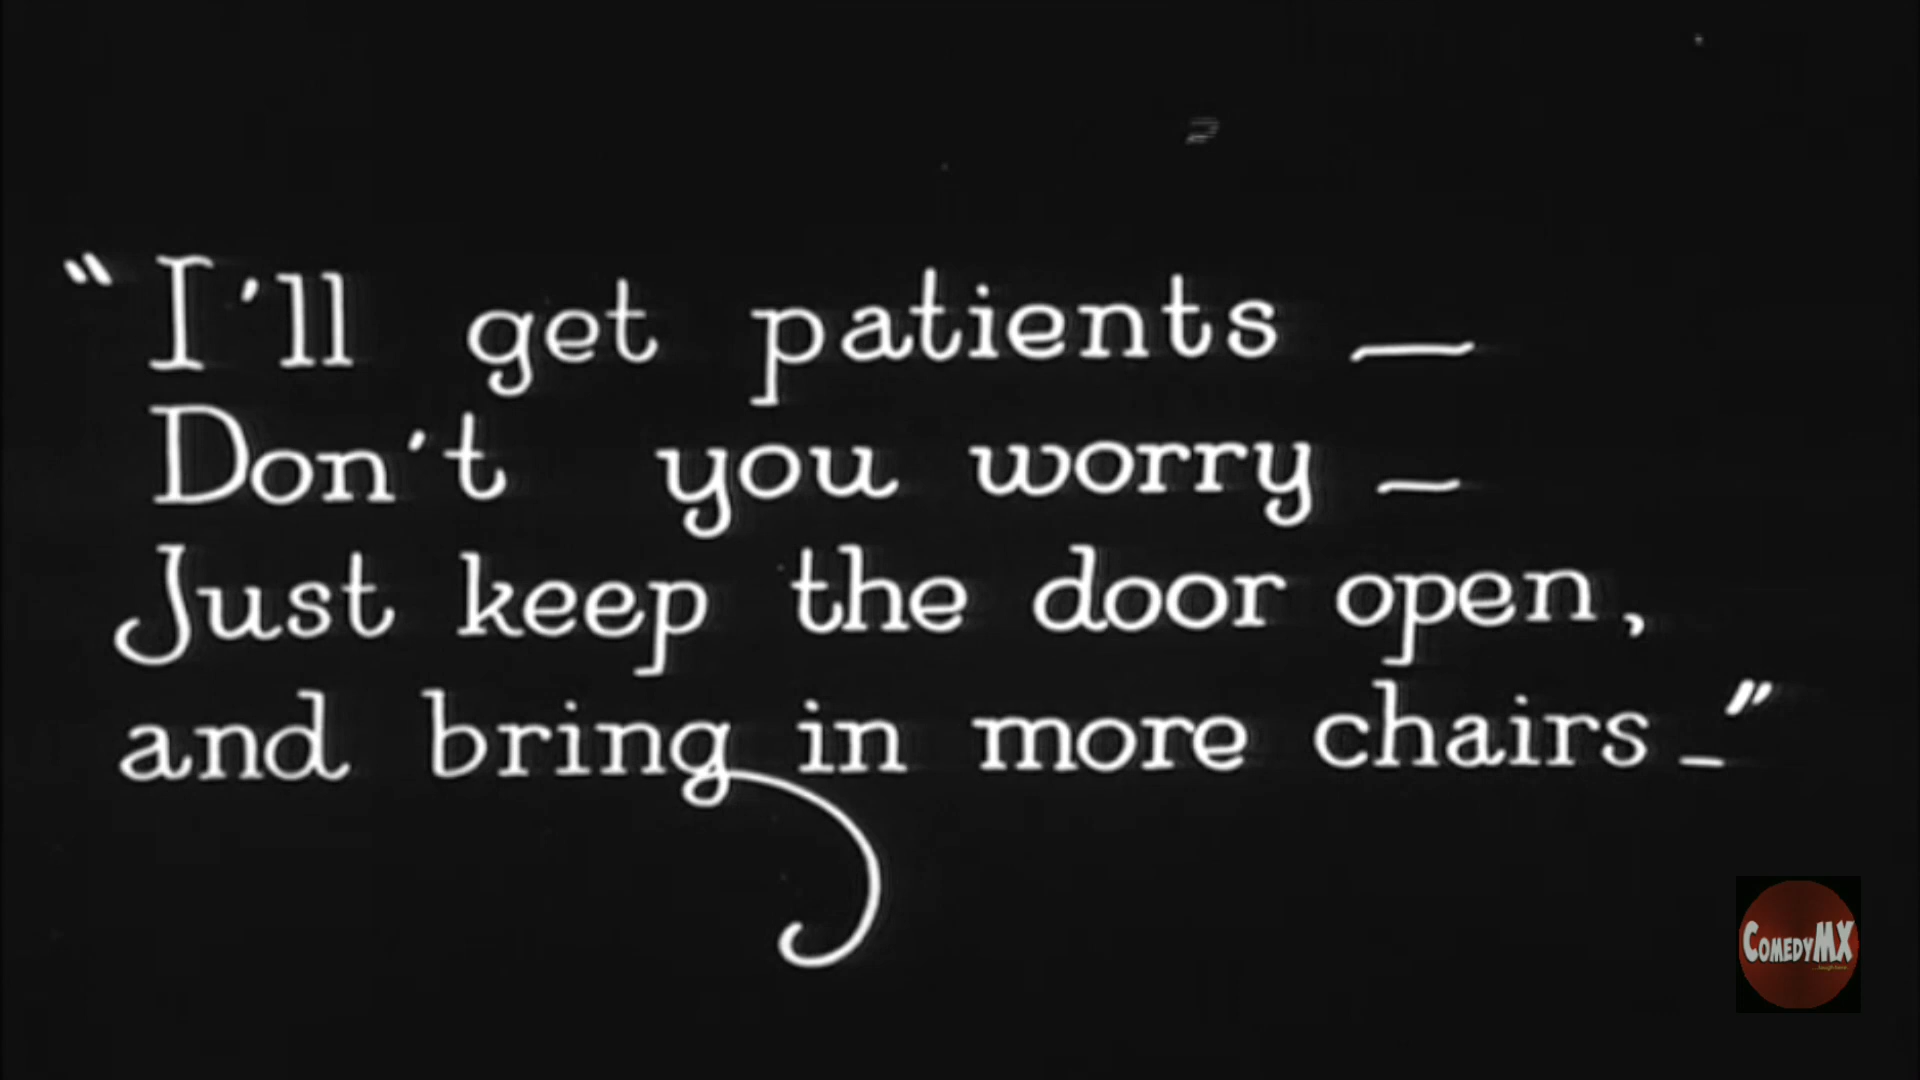 “I'll get patients —
Don't you worry —
Just keep the door open,
and bring in more chairs —”
COMEDYMX